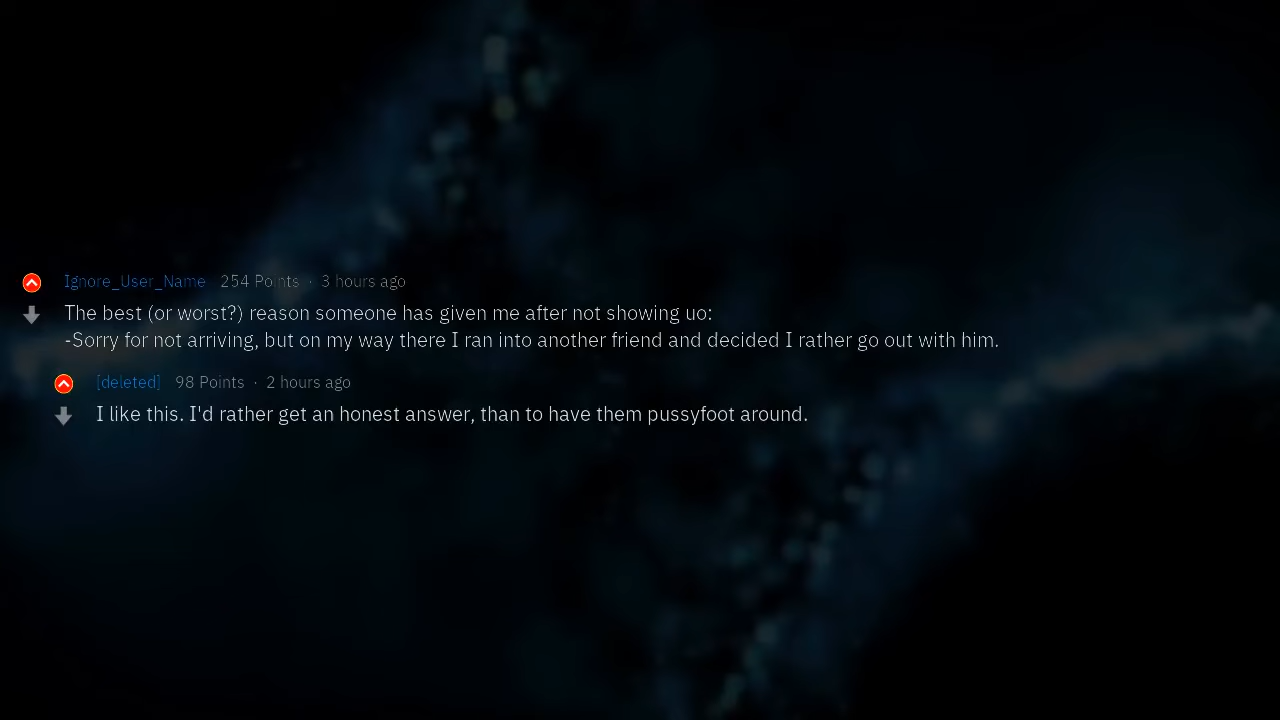 Ignore_User_Name 254 Points · 3 hours ago
The best (or worst?) reason someone has given me after not showing uo:
-Sorry for not arriving, but on my way there I ran into another friend and decided I rather go out with him.
[deleted] 98 Points · 2 hours ago
I like this. I'd rather get an honest answer, than to have them pussyfoot around.